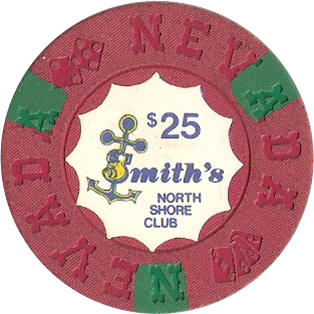 NEVADA
$25
Smith's
NORTH
SHORE
CLUB
NEVADA